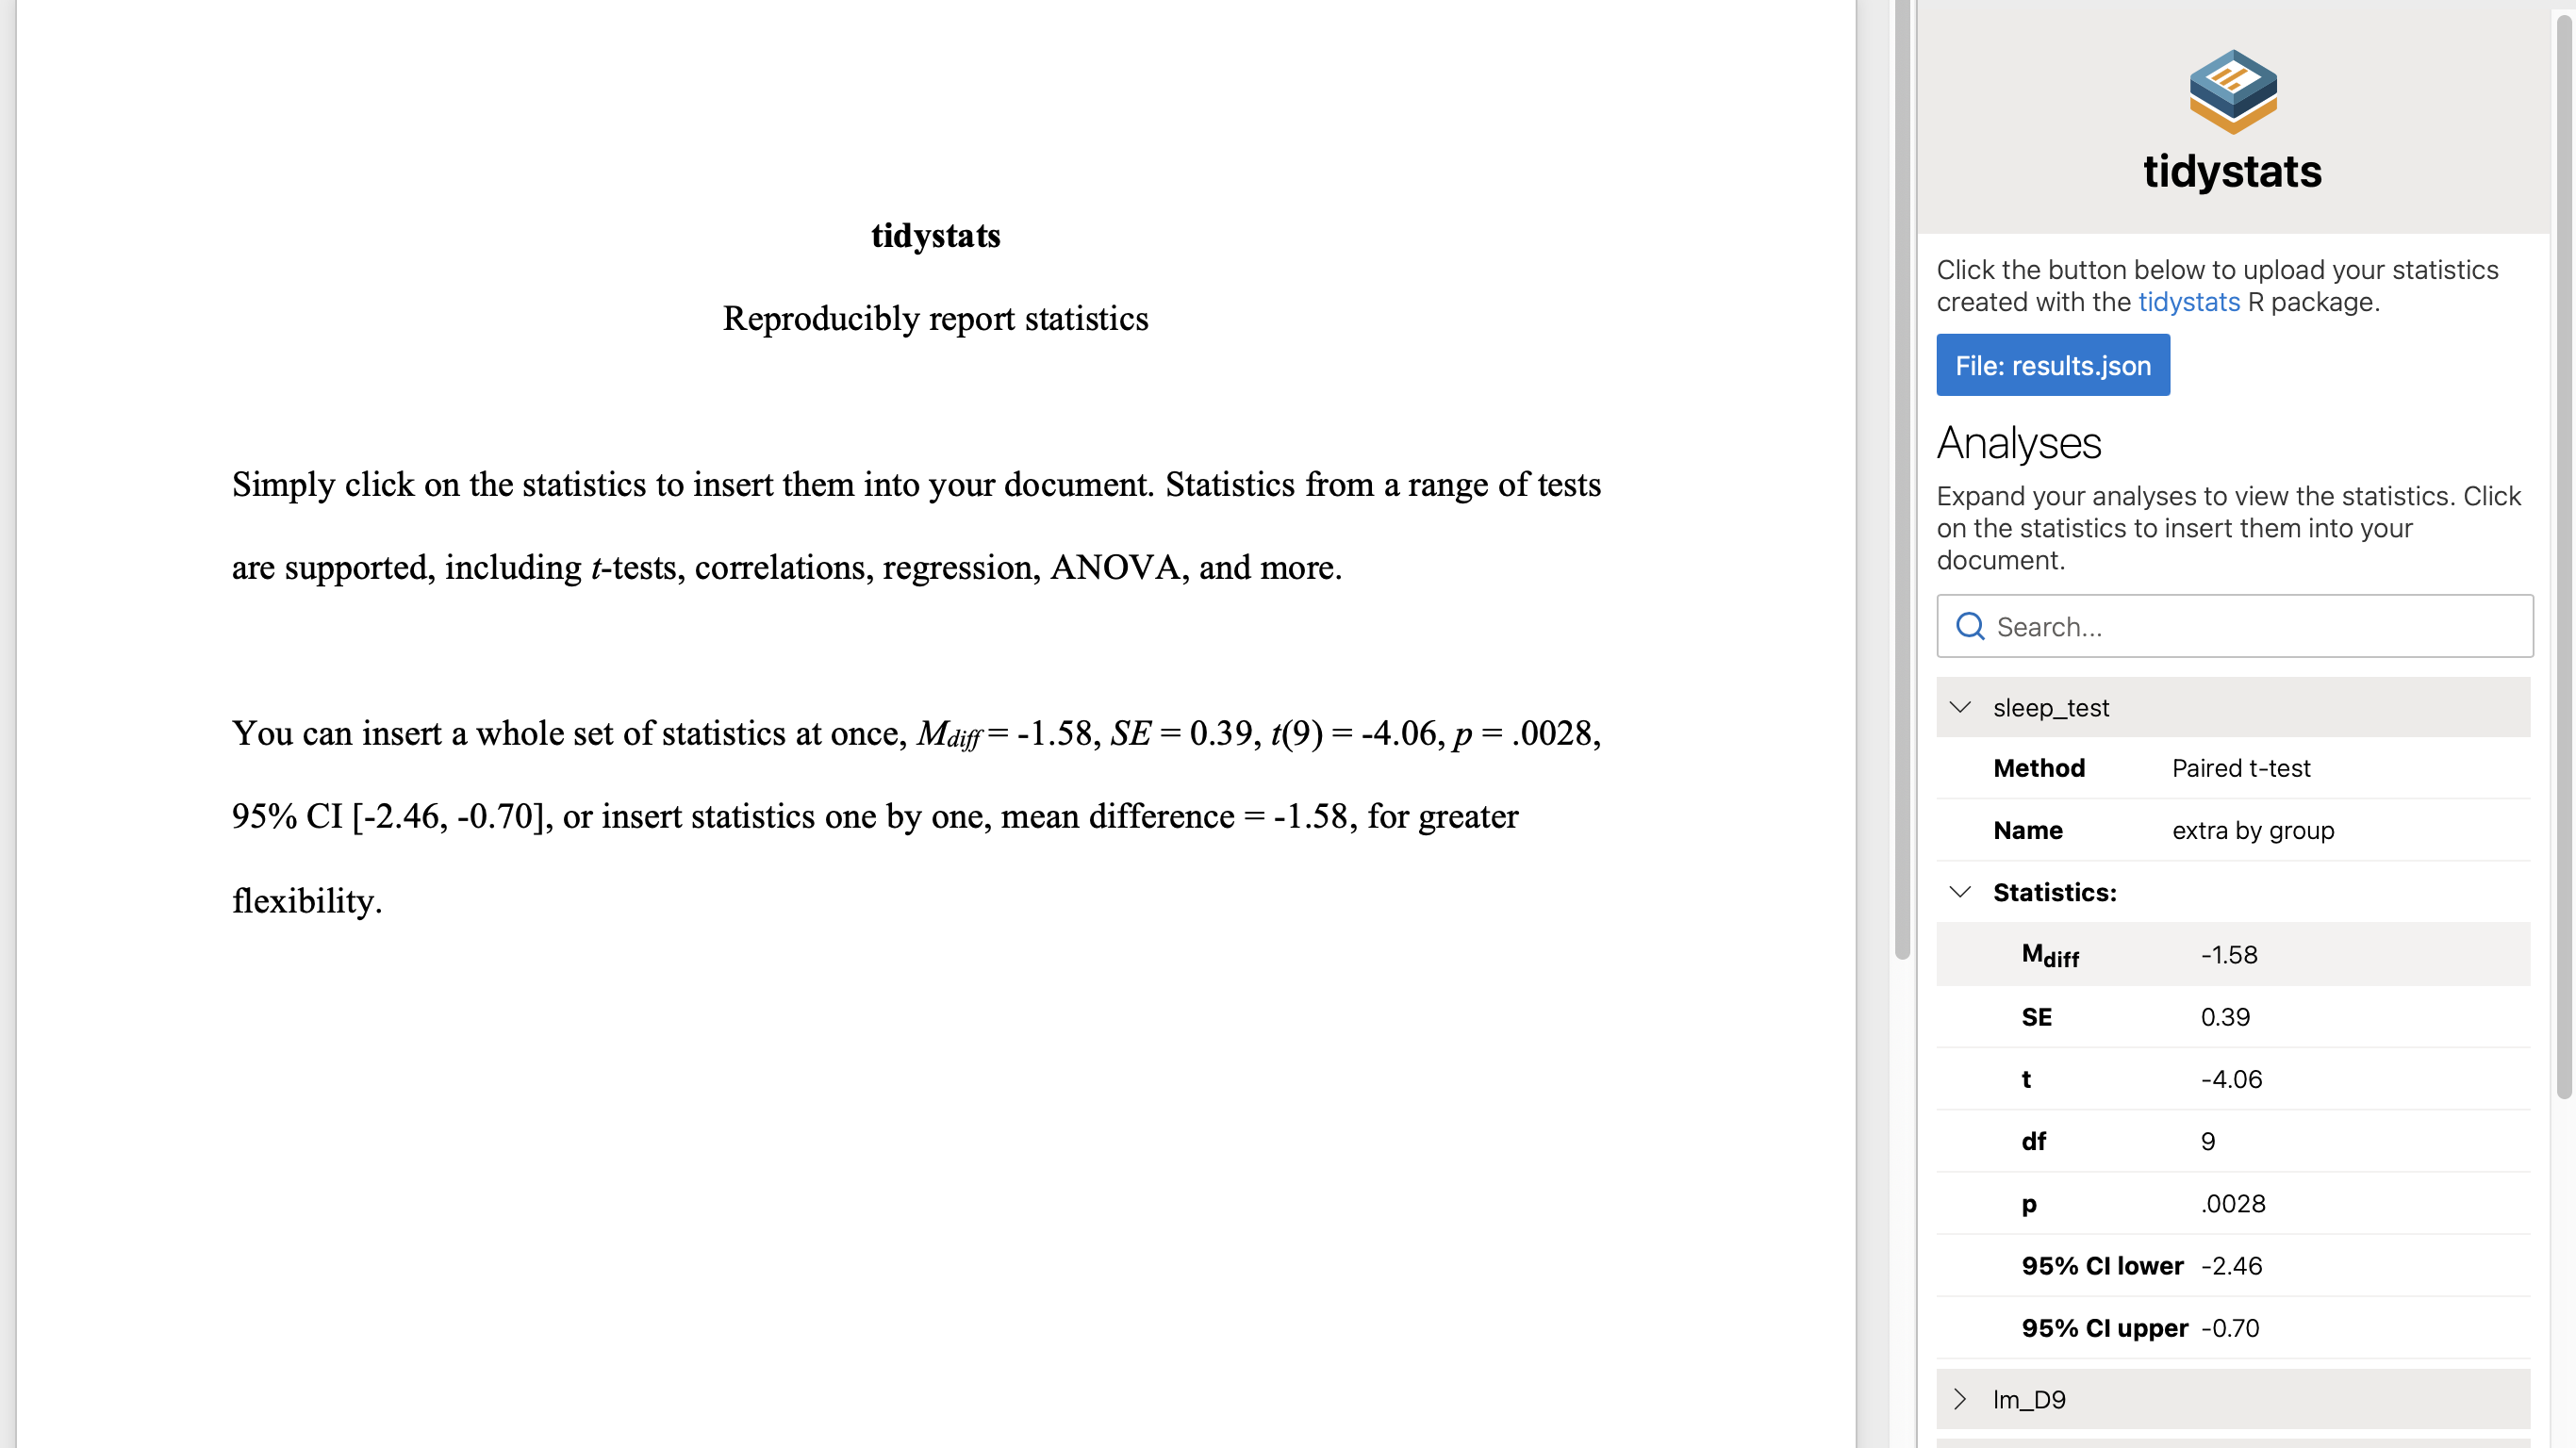 tidystats
Reproducibly report statistics
Simply click on the statistics to insert them into your document. Statistics from a range of tests
are supported, including t-tests, correlations, regression, ANOVA, and more.
You can insert a whole set of statistics at once, Mdiff = -1.58, SE = 0.39, t(9) = -4.06, p = .0028,
95% CI [-2.46, -0.70], or insert statistics one by one, mean difference = -1.58, for greater
flexibility.
tidystats
Click the button below to upload your statistics
created with the tidystats R package.
File: results.json
Analyses
Expand your analyses to view the statistics. Click
on the statistics to insert them into your
document.
Search...
sleep_test
Method Paired t-test
Name extra by group
Statistics:
Mdiff -1.58
SE 0.39
t -4.06
df 9
p .0028
95% CI lower -2.46
95% CI upper -0.70
lm_D9